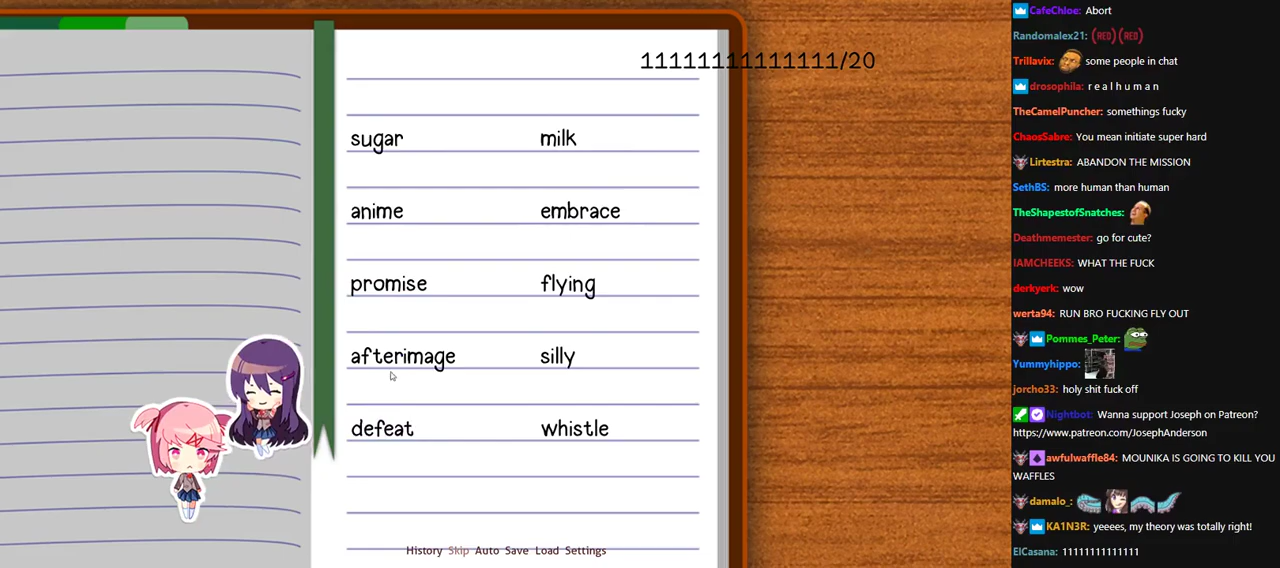 11111111111111/20
sugar milk
anime embrace
promise flying
afterimage silly
defeat whistle
History Skip Auto Save Load Settings
CafeChloe: Abort
Randomalex21: (RED) (RED)
Trillavix: some people in chat
drosophila: r e a l h u m a n
TheCamelPuncher: somethings fucky
ChaosSabre: You mean initiate super hard
Lirtestra: ABANDON THE MISSION
SethBS: more human than human
TheShapestofSnatches:
Deathmemester: go for cute?
IAMCHEEKS: WHAT THE FUCK
derkyerk: wow
werta94: RUN BRO FUCKING FLY OUT
Pommes_Peter:
Yummyhippo:
jorcho33: holy shit fuck off
Nightbot: Wanna support Joseph on Patreon?
https://www.patreon.com/JosephAnderson
awfulwaffle84: MOUNIKA IS GOING TO KILL YOU
WAFFLES
damalo_:
KA1N3R: yeeees, my theory was totally right!
ElCasana: 11111111111111